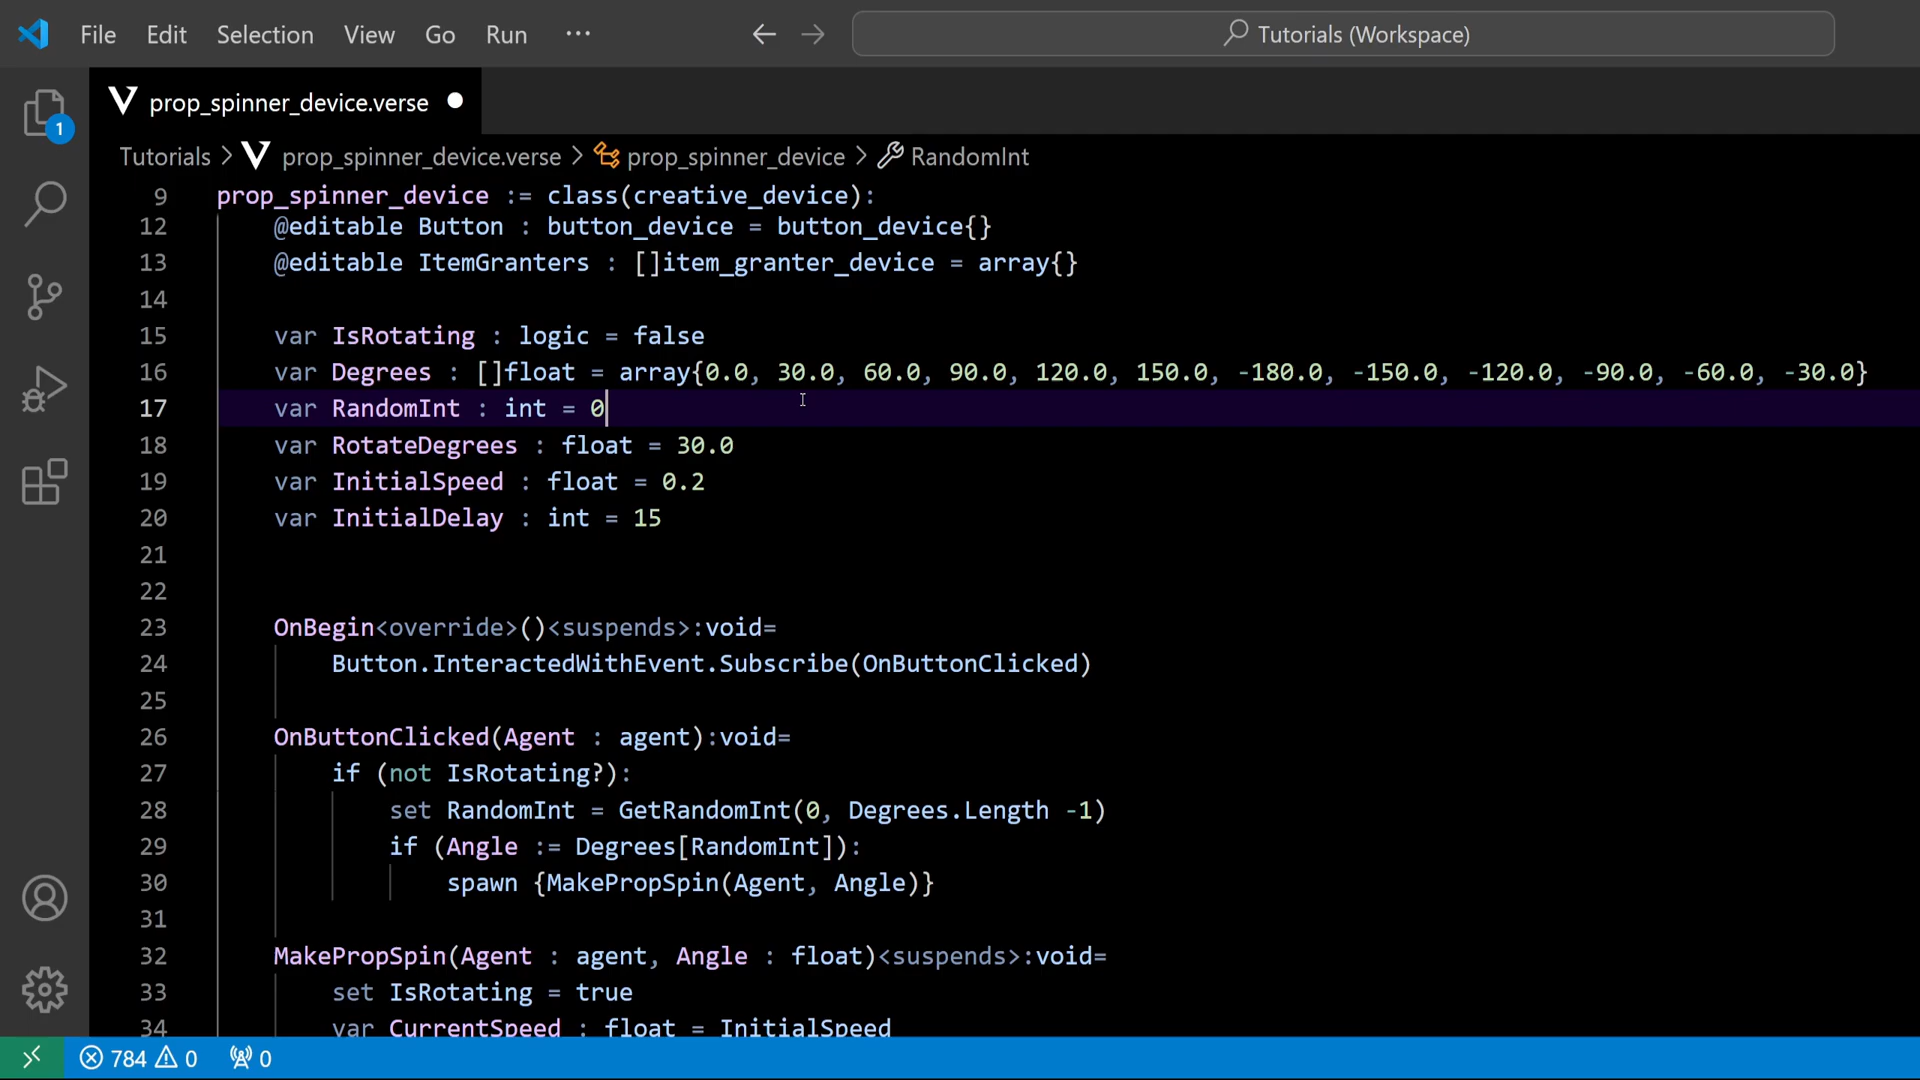 File Edit Selection View Go Run ··· ← → Tutorials (Workspace)
prop_spinner_device.verse
Tutorials > prop_spinner_device.verse > prop_spinner_device > RandomInt
9 prop_spinner_device := class(creative_device):
12 @editable Button : button_device = button_device{}
13 @editable ItemGranters : []item_granter_device = array{}
14
15 var IsRotating : logic = false
16 var Degrees : []float = array{0.0, 30.0, 60.0, 90.0, 120.0, 150.0, -180.0, -150.0, -120.0, -90.0, -60.0, -30.0}
17 var RandomInt : int = 0
18 var RotateDegrees : float = 30.0
19 var InitialSpeed : float = 0.2
20 var InitialDelay : int = 15
21
22
23 OnBegin<override>()<suspends>:void=
24 Button.InteractedWithEvent.Subscribe(OnButtonClicked)
25
26 OnButtonClicked(Agent : agent):void=
27 if (not IsRotating?):
28 set RandomInt = GetRandomInt(0, Degrees.Length -1)
29 if (Angle := Degrees[RandomInt]):
30 spawn {MakePropSpin(Agent, Angle)}
31
32 MakePropSpin(Agent : agent, Angle : float)<suspends>:void=
33 set IsRotating = true
34 var CurrentSpeed : float = InitialSpeed
1
784 0 0